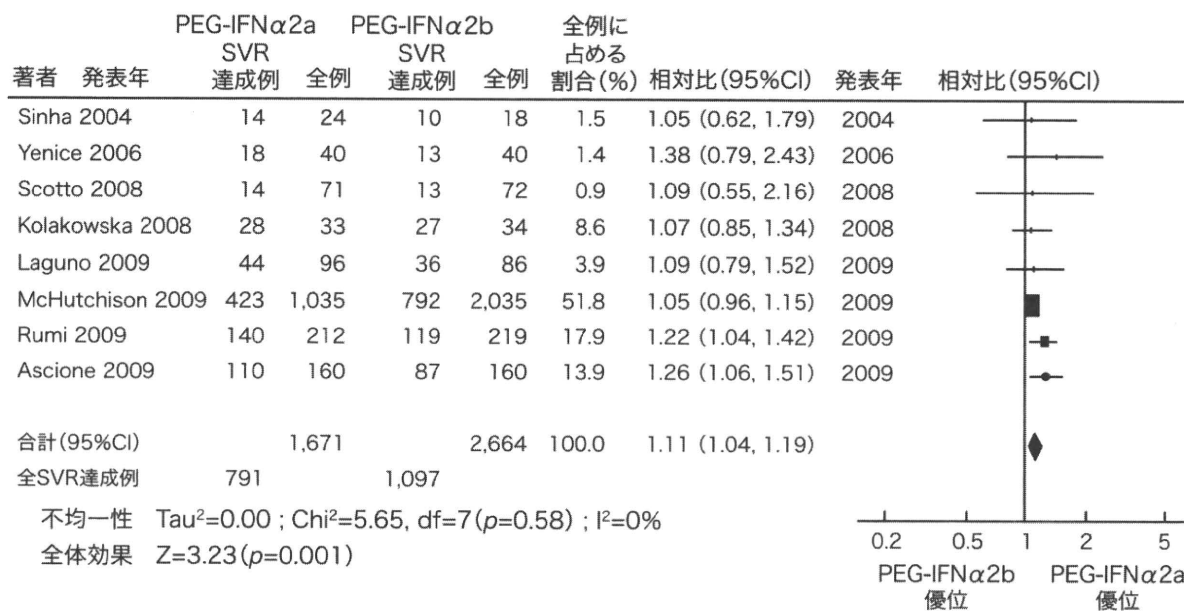 PEG-IFNα2a PEG-IFNα2b 全例に
SVR SVR 占める
著者 発表年 達成例 全例 達成例 全例 割合(%) 相対比(95%CI) 発表年 相対比(95%CI)
Sinha 2004 14 24 10 18 1.5 1.05 (0.62, 1.79) 2004
Yenice 2006 18 40 13 40 1.4 1.38 (0.79, 2.43) 2006
Scotto 2008 14 71 13 72 0.9 1.09 (0.55, 2.16) 2008
Kolakowska 2008 28 33 27 34 8.6 1.07 (0.85, 1.34) 2008
Laguno 2009 44 96 36 86 3.9 1.09 (0.79, 1.52) 2009
McHutchison 2009 423 1,035 792 2,035 51.8 1.05 (0.96, 1.15) 2009
Rumi 2009 140 212 119 219 17.9 1.22 (1.04, 1.42) 2009
Ascione 2009 110 160 87 160 13.9 1.26 (1.06, 1.51) 2009
合計(95%CI) 1,671 2,664 100.0 1.11 (1.04, 1.19)
全SVR達成例 791 1,097
不均一性 Tau²=0.00 ; Chi²=5.65, df=7(p=0.58) ; I²=0%
全体効果 Z=3.23(p=0.001)
0.2 0.5 1 2 5
PEG-IFNα2b PEG-IFNα2a
優位 優位